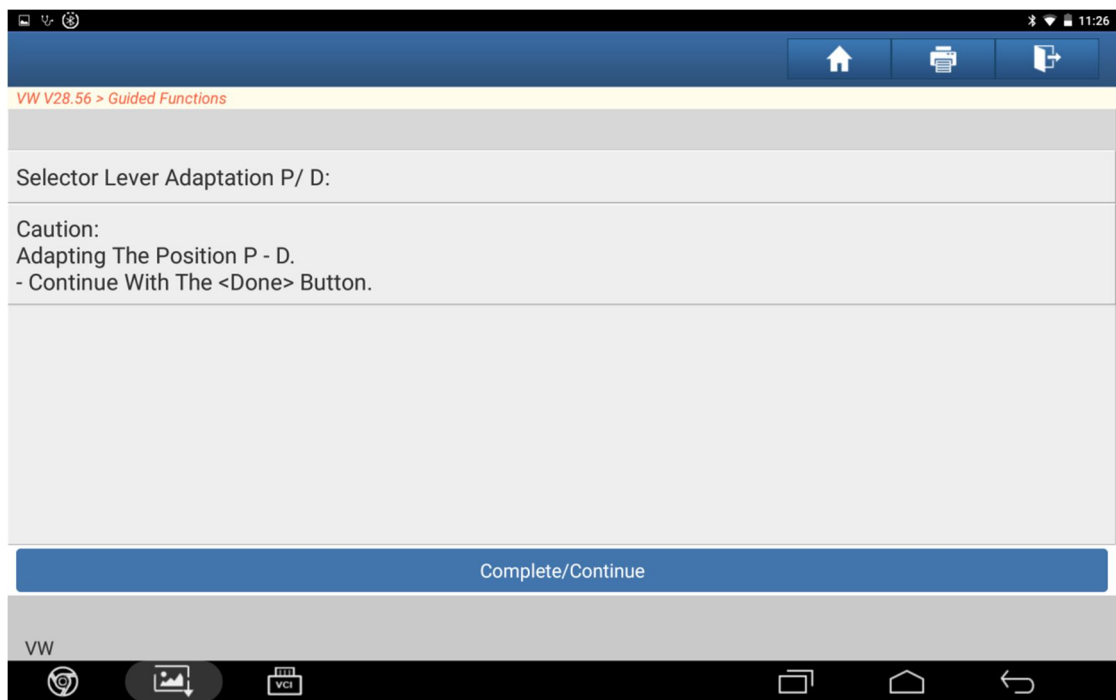 11:26
VW V28.56 > Guided Functions
Selector Lever Adaptation P/ D:
Caution:
Adapting The Position P - D.
- Continue With The <Done> Button.
Complete/Continue
VW
VCI